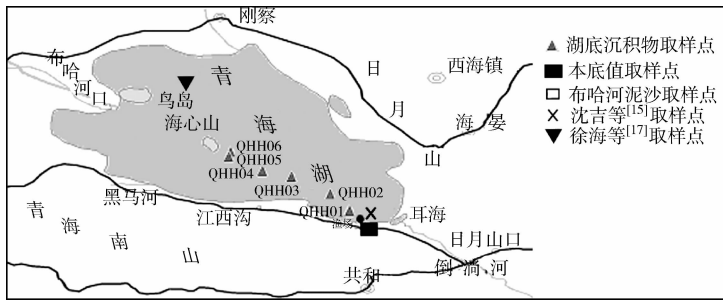 刚察
布哈河口
青海湖
日月山
西海镇
海晏
鸟岛
海心山
QHH06
QHH05
QHH04
QHH03
QHH02
QHH01
渔场
黑马河
江西沟
耳海
日月山口
青海南山
共和
倒淌河
湖底沉积物取样点
本底值取样点
布哈河泥沙取样点
沈吉等[15]取样点
徐海等[17]取样点